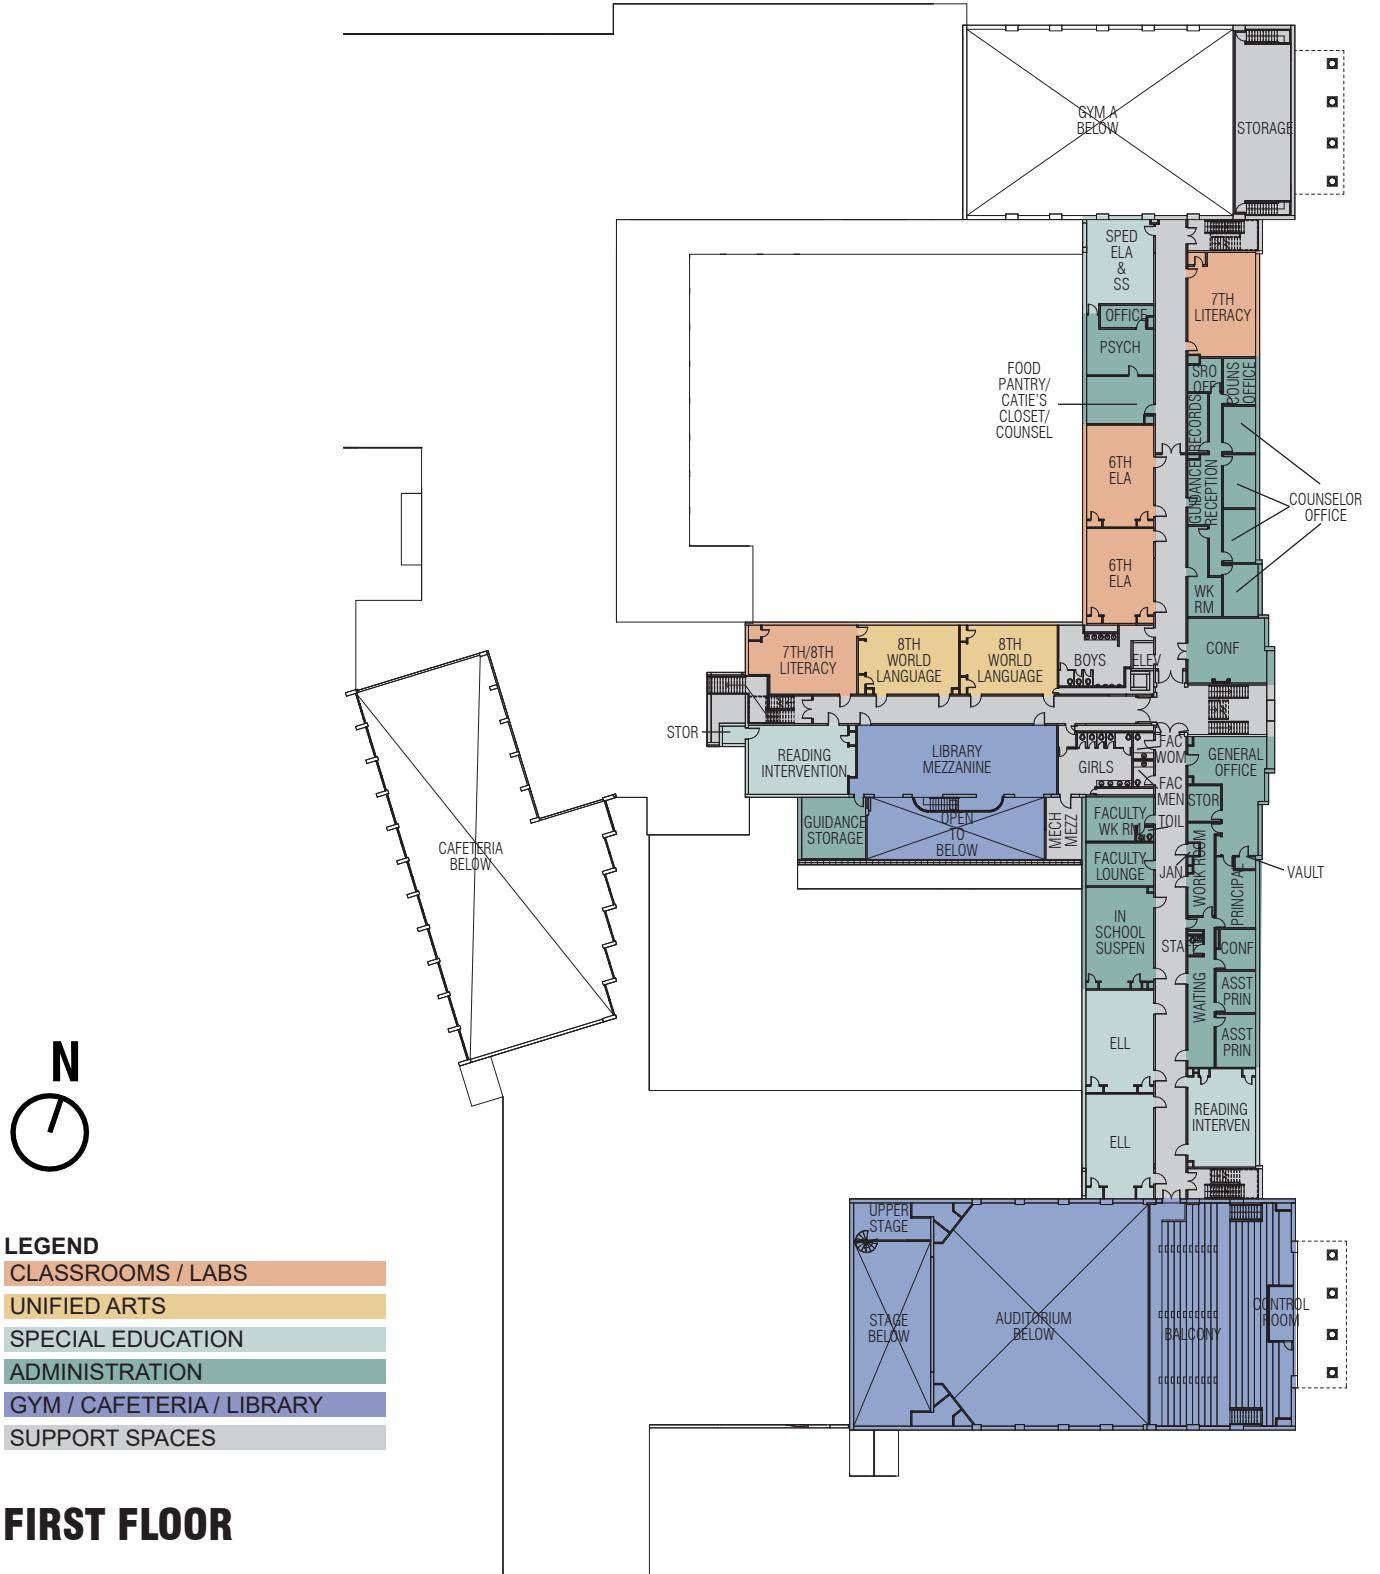 GYM A
BELOW
STORAGE
SPED
ELA
&
SS
OFFICE
PSYCH
7TH
LITERACY
FOOD
PANTRY/
CATIE'S
CLOSET/
COUNSEL
SRO
OFF
COUNS
OFFICE
RECORDS
GUIDANCE
RECEPTION
6TH
ELA
COUNSELOR
OFFICE
6TH
ELA
WK
RM
7TH/8TH
LITERACY
8TH
WORLD
LANGUAGE
8TH
WORLD
LANGUAGE
BOYS
ELEV
CONF
STOR
READING
INTERVENTION
LIBRARY
MEZZANINE
GIRLS
FAC
WOM
FAC
MEN
GENERAL
OFFICE
STOR
GUIDANCE
STORAGE
OPEN
TO
BELOW
MECH
MEZZ
FACULTY
WK RM
TOIL
CAFETERIA
BELOW
FACULTY
LOUNGE
JAN
WORK ROOM
PRINCIPAL
VAULT
IN
SCHOOL
SUSPEN
STAFF
CONF
WAITING
ASST
PRIN
ASST
PRIN
ELL
ELL
READING
INTERVEN
N
UPPER
STAGE
STAGE
BELOW
AUDITORIUM
BELOW
BALCONY
CONTROL
ROOM
LEGEND
CLASSROOMS / LABS
UNIFIED ARTS
SPECIAL EDUCATION
ADMINISTRATION
GYM / CAFETERIA / LIBRARY
SUPPORT SPACES
FIRST FLOOR